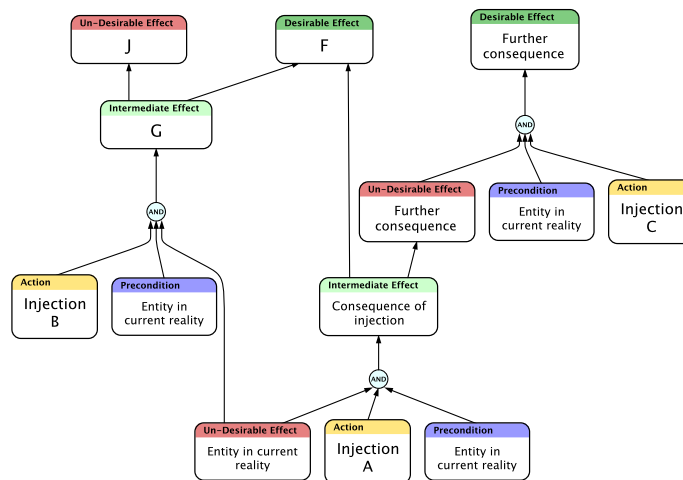 Un-Desirable Effect
J
Desirable Effect
F
Desirable Effect
Further
consequence
Intermediate Effect
G
AND
Un-Desirable Effect
Further
consequence
Precondition
Entity in
current reality
Action
Injection
C
AND
Action
Injection
B
Precondition
Entity in
current reality
Intermediate Effect
Consequence of
injection
AND
Un-Desirable Effect
Entity in current
reality
Action
Injection
A
Precondition
Entity in
current reality